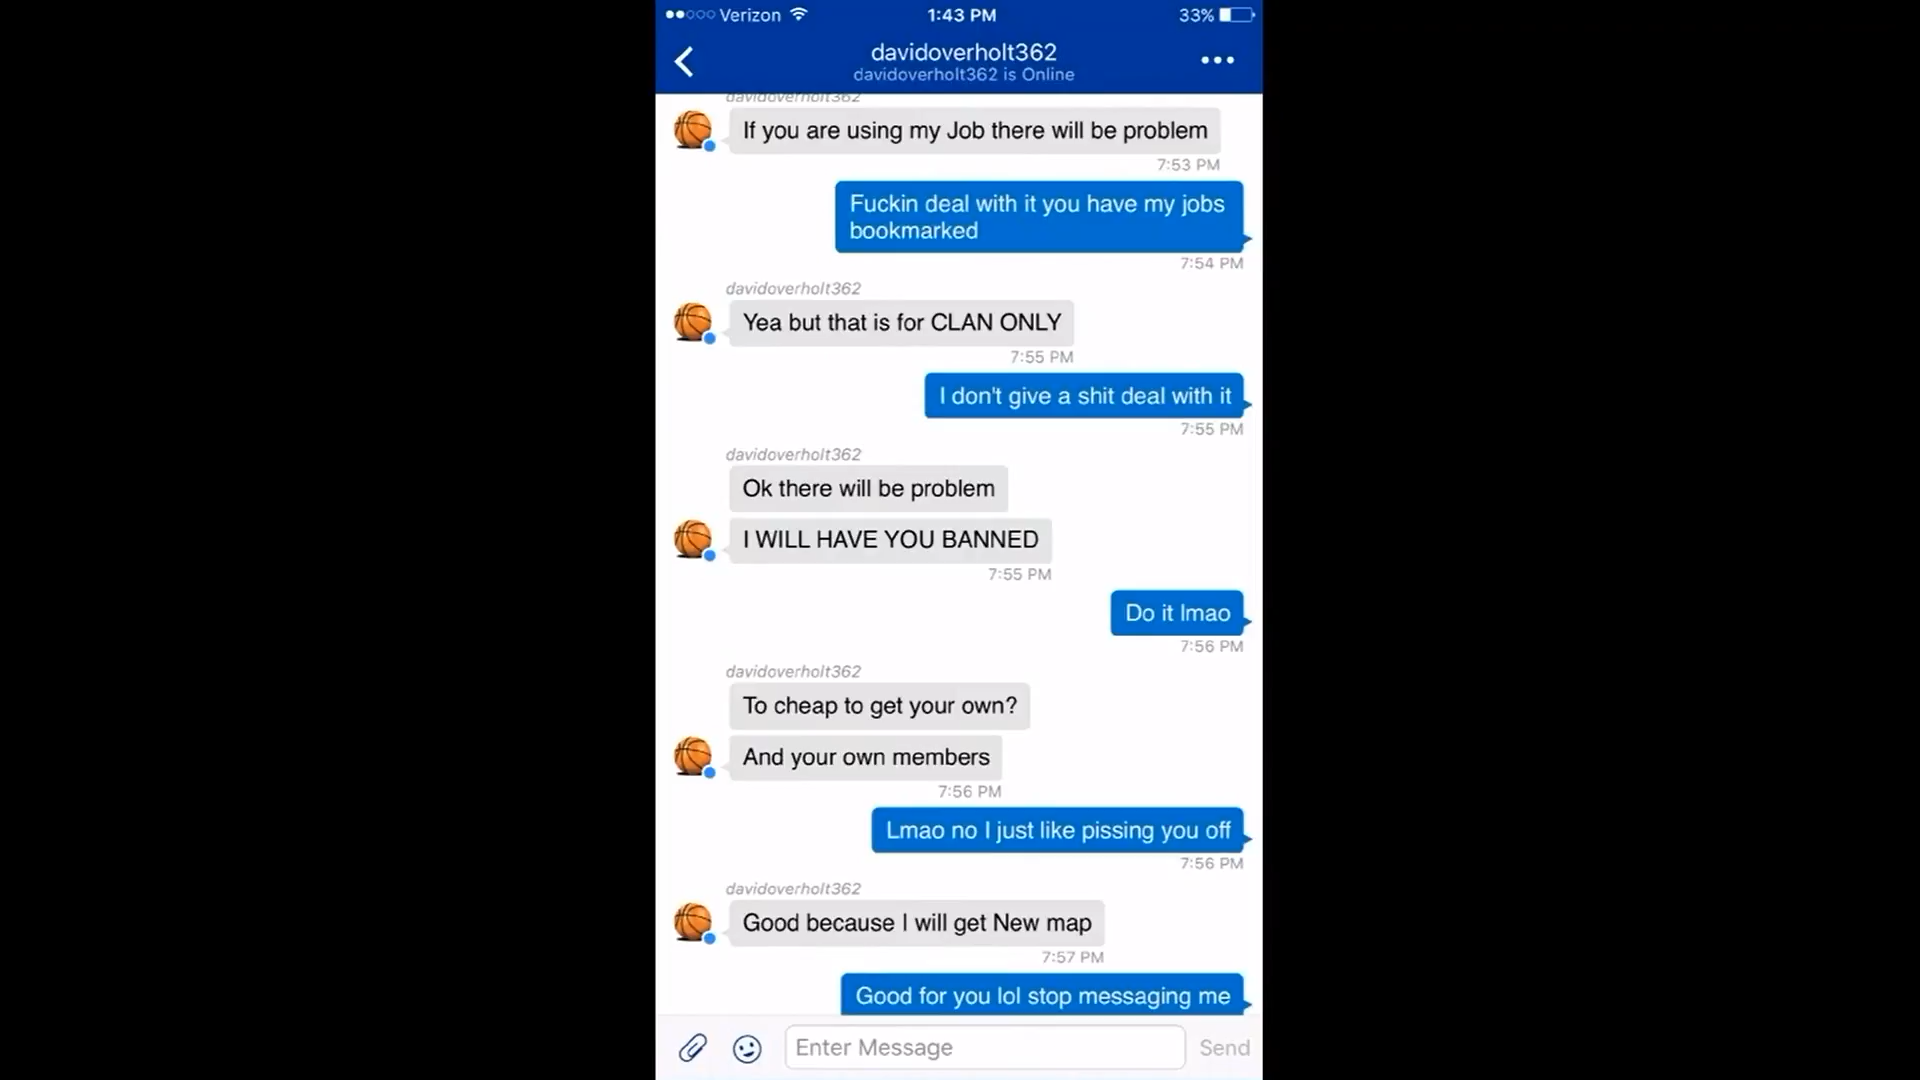 Verizon
1:43 PM
33%
davidoverholt362
davidoverholt362 is Online
davidoverholt362
If you are using my Job there will be problem
7:53 PM
Fuckin deal with it you have my jobs
bookmarked
7:54 PM
davidoverholt362
Yea but that is for CLAN ONLY
7:55 PM
I don't give a shit deal with it
7:55 PM
davidoverholt362
Ok there will be problem
I WILL HAVE YOU BANNED
7:55 PM
Do it lmao
7:56 PM
davidoverholt362
To cheap to get your own?
And your own members
7:56 PM
Lmao no I just like pissing you off
7:56 PM
davidoverholt362
Good because I will get New map
7:57 PM
Good for you lol stop messaging me
Enter Message
Send